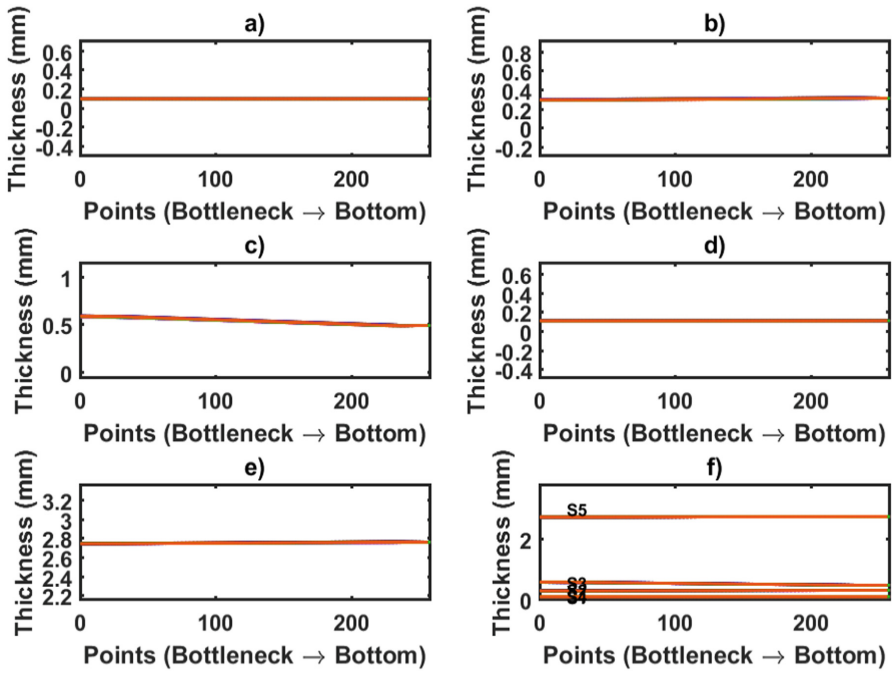 a)
Thickness (mm)
0.6
0.4
0.2
0
-0.2
-0.4
0 100 200
Points (Bottleneck → Bottom)
b)
Thickness (mm)
0.8
0.6
0.4
0.2
0
-0.2
0 100 200
Points (Bottleneck → Bottom)
c)
Thickness (mm)
1
0.5
0
0 100 200
Points (Bottleneck → Bottom)
d)
Thickness (mm)
0.6
0.4
0.2
0
-0.2
-0.4
0 100 200
Points (Bottleneck → Bottom)
e)
Thickness (mm)
3.2
3
2.8
2.6
2.4
2.2
0 100 200
Points (Bottleneck → Bottom)
f)
Thickness (mm)
2
0
S5
S3
S4
0 100 200
Points (Bottleneck → Bottom)